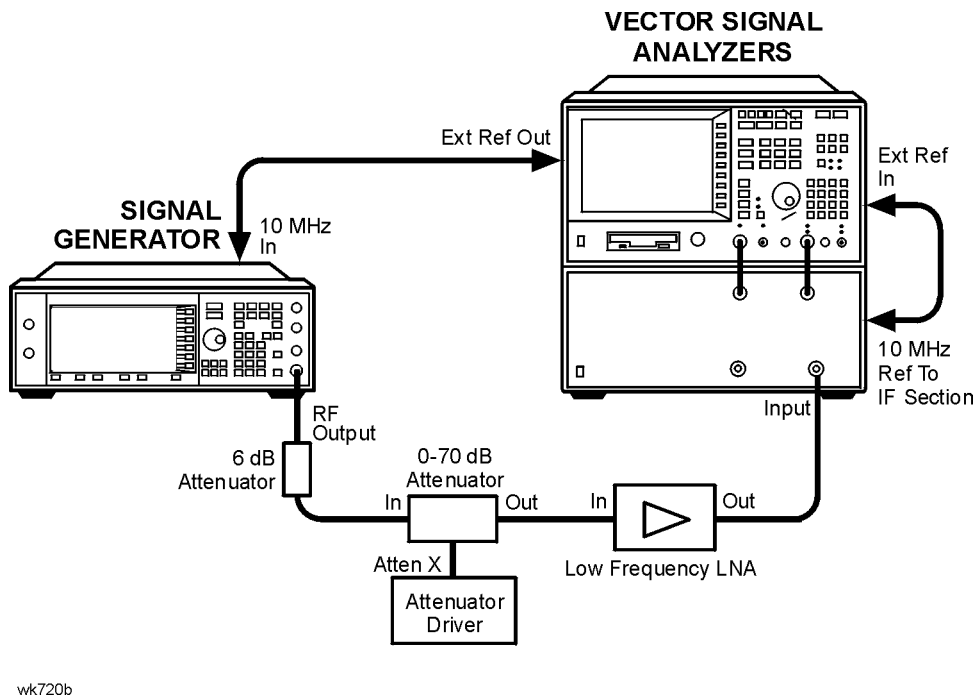 VECTOR SIGNAL
ANALYZERS
Ext Ref Out
Ext Ref
In
SIGNAL
GENERATOR
10 MHz
In
10 MHz
Ref To
IF Section
Input
RF
Output
6 dB
Attenuator
0-70 dB
Attenuator
In
Out
In
Out
Atten X
Low Frequency LNA
Attenuator
Driver
wk720b